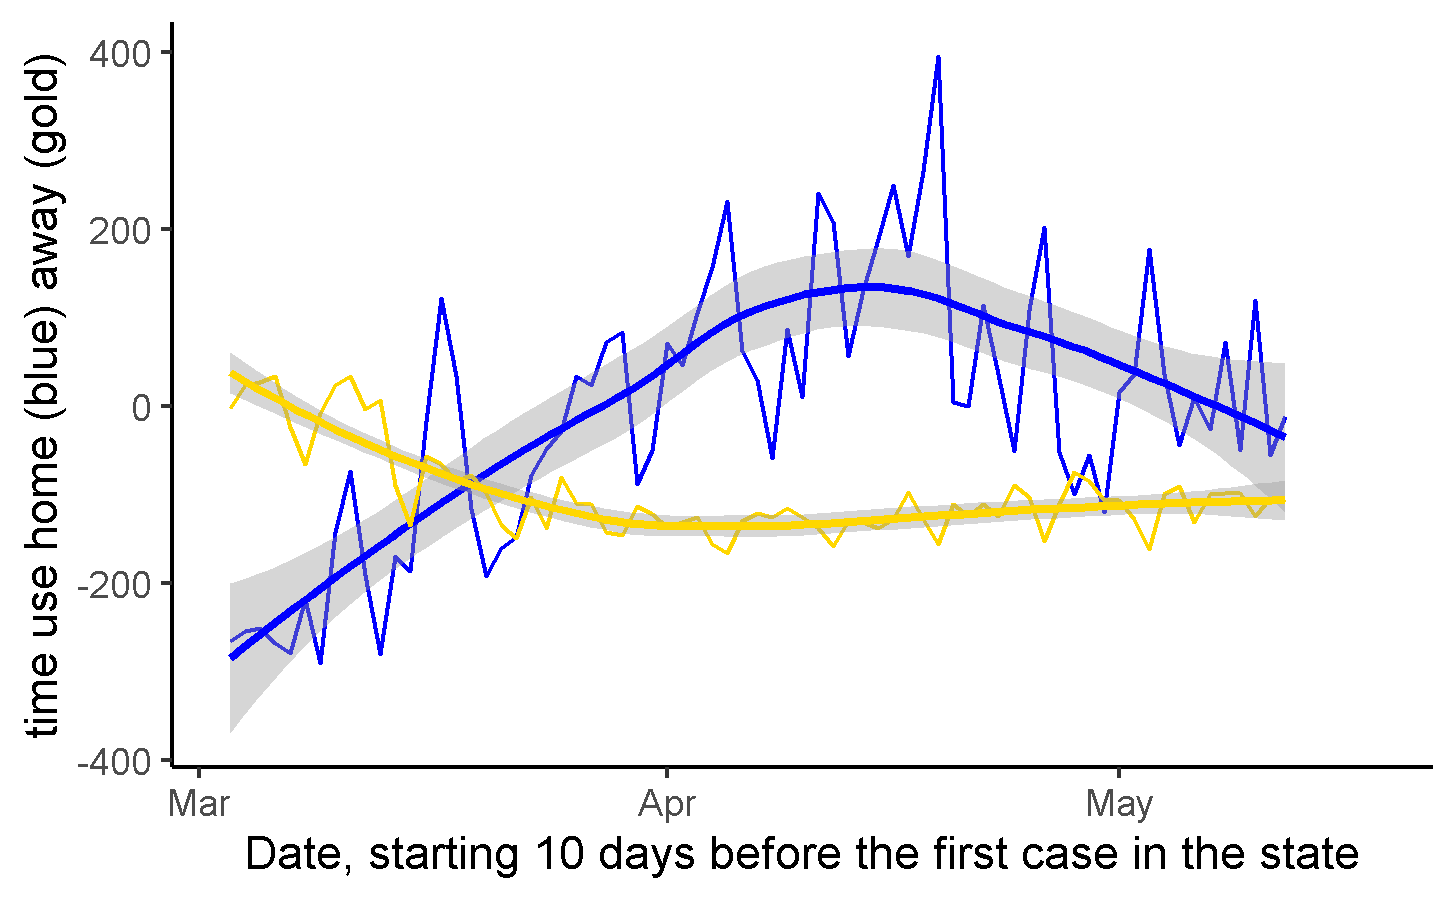 time use home (blue) away (gold)
400
200
0
-200
-400
Mar
Apr
May
Date, starting 10 days before the first case in the state